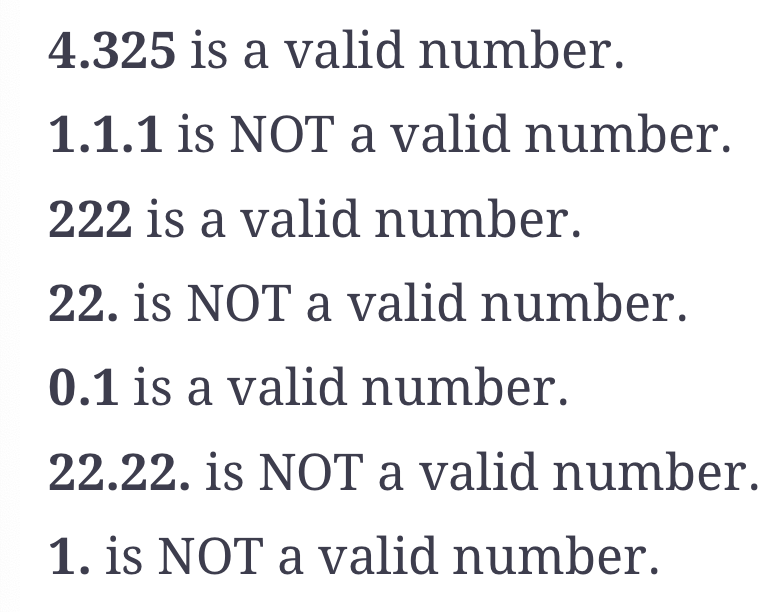 4.325 is a valid number.
1.1.1 is NOT a valid number.
222 is a valid number.
22. is NOT a valid number.
0.1 is a valid number.
22.22. is NOT a valid number.
1. is NOT a valid number.